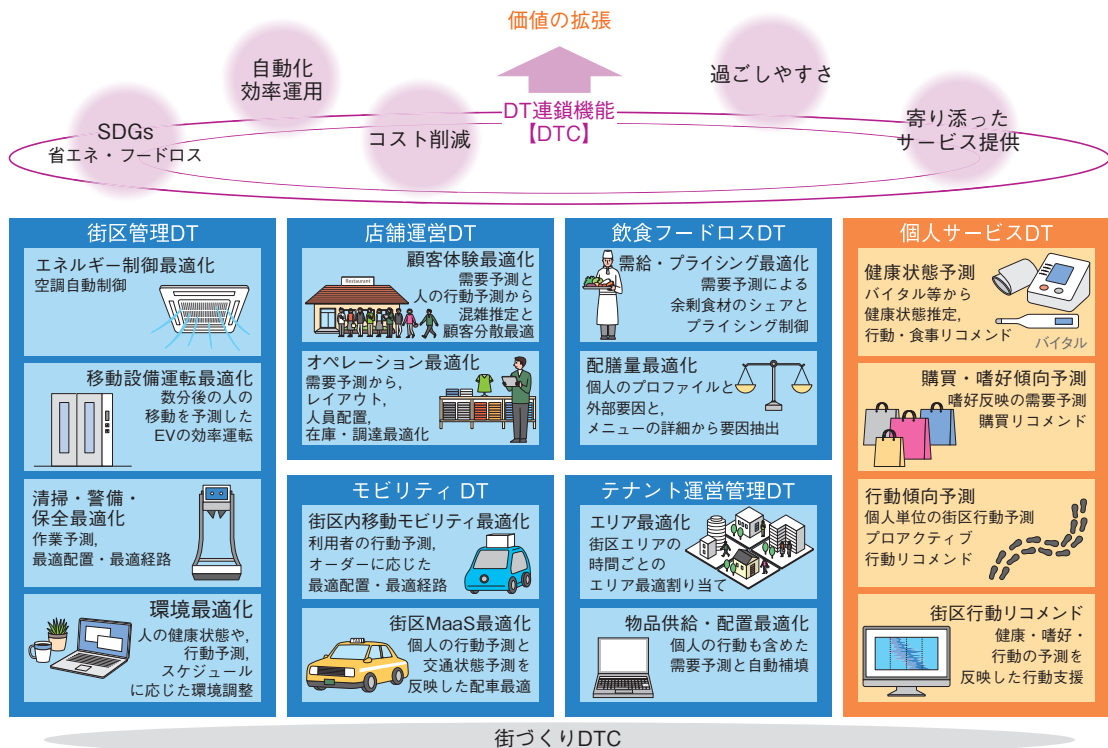 価値の拡張
自動化
効率運用
過ごしやすさ
DT連鎖機能
【DTC】
SDGs
省エネ・フードロス
コスト削減
寄り添った
サービス提供
街区管理DT
エネルギー制御最適化
空調自動制御
移動設備運転最適化
数分後の人の
移動を予測した
EVの効率運転
清掃・警備・
保全最適化
作業予測,
最適配置・最適経路
環境最適化
人の健康状態や,
行動予測,
スケジュール
に応じた環境調整
店舗運営DT
Restaurant
顧客体験最適化
需要予測と
人の行動予測から
混雑推定と
顧客分散最適
オペレーション最適化
需要予測から,
レイアウト,
人員配置,
在庫・調達最適化
飲食フードロスDT
需給・プライシング最適化
需要予測による
余剰食材のシェアと
プライシング制御
配膳量最適化
個人のプロファイルと
外部要因と,
メニューの詳細から要因抽出
モビリティ DT
街区内移動モビリティ最適化
利用者の行動予測,
オーダーに応じた
最適配置・最適経路
街区MaaS最適化
個人の行動予測と
交通状態予測を
反映した配車最適
テナント運営管理DT
エリア最適化
街区エリアの
時間ごとの
エリア最適割り当て
物品供給・配置最適化
個人の行動も含めた
需要予測と自動補填
個人サービスDT
健康状態予測
バイタル等から
健康状態推定,
行動・食事リコメンド
バイタル
購買・嗜好傾向予測
嗜好反映の需要予測
購買リコメンド
行動傾向予測
個人単位の街区行動予測
プロアクティブ
行動リコメンド
街区行動リコメンド
健康・嗜好・
行動の予測を
反映した行動支援
街づくりDTC